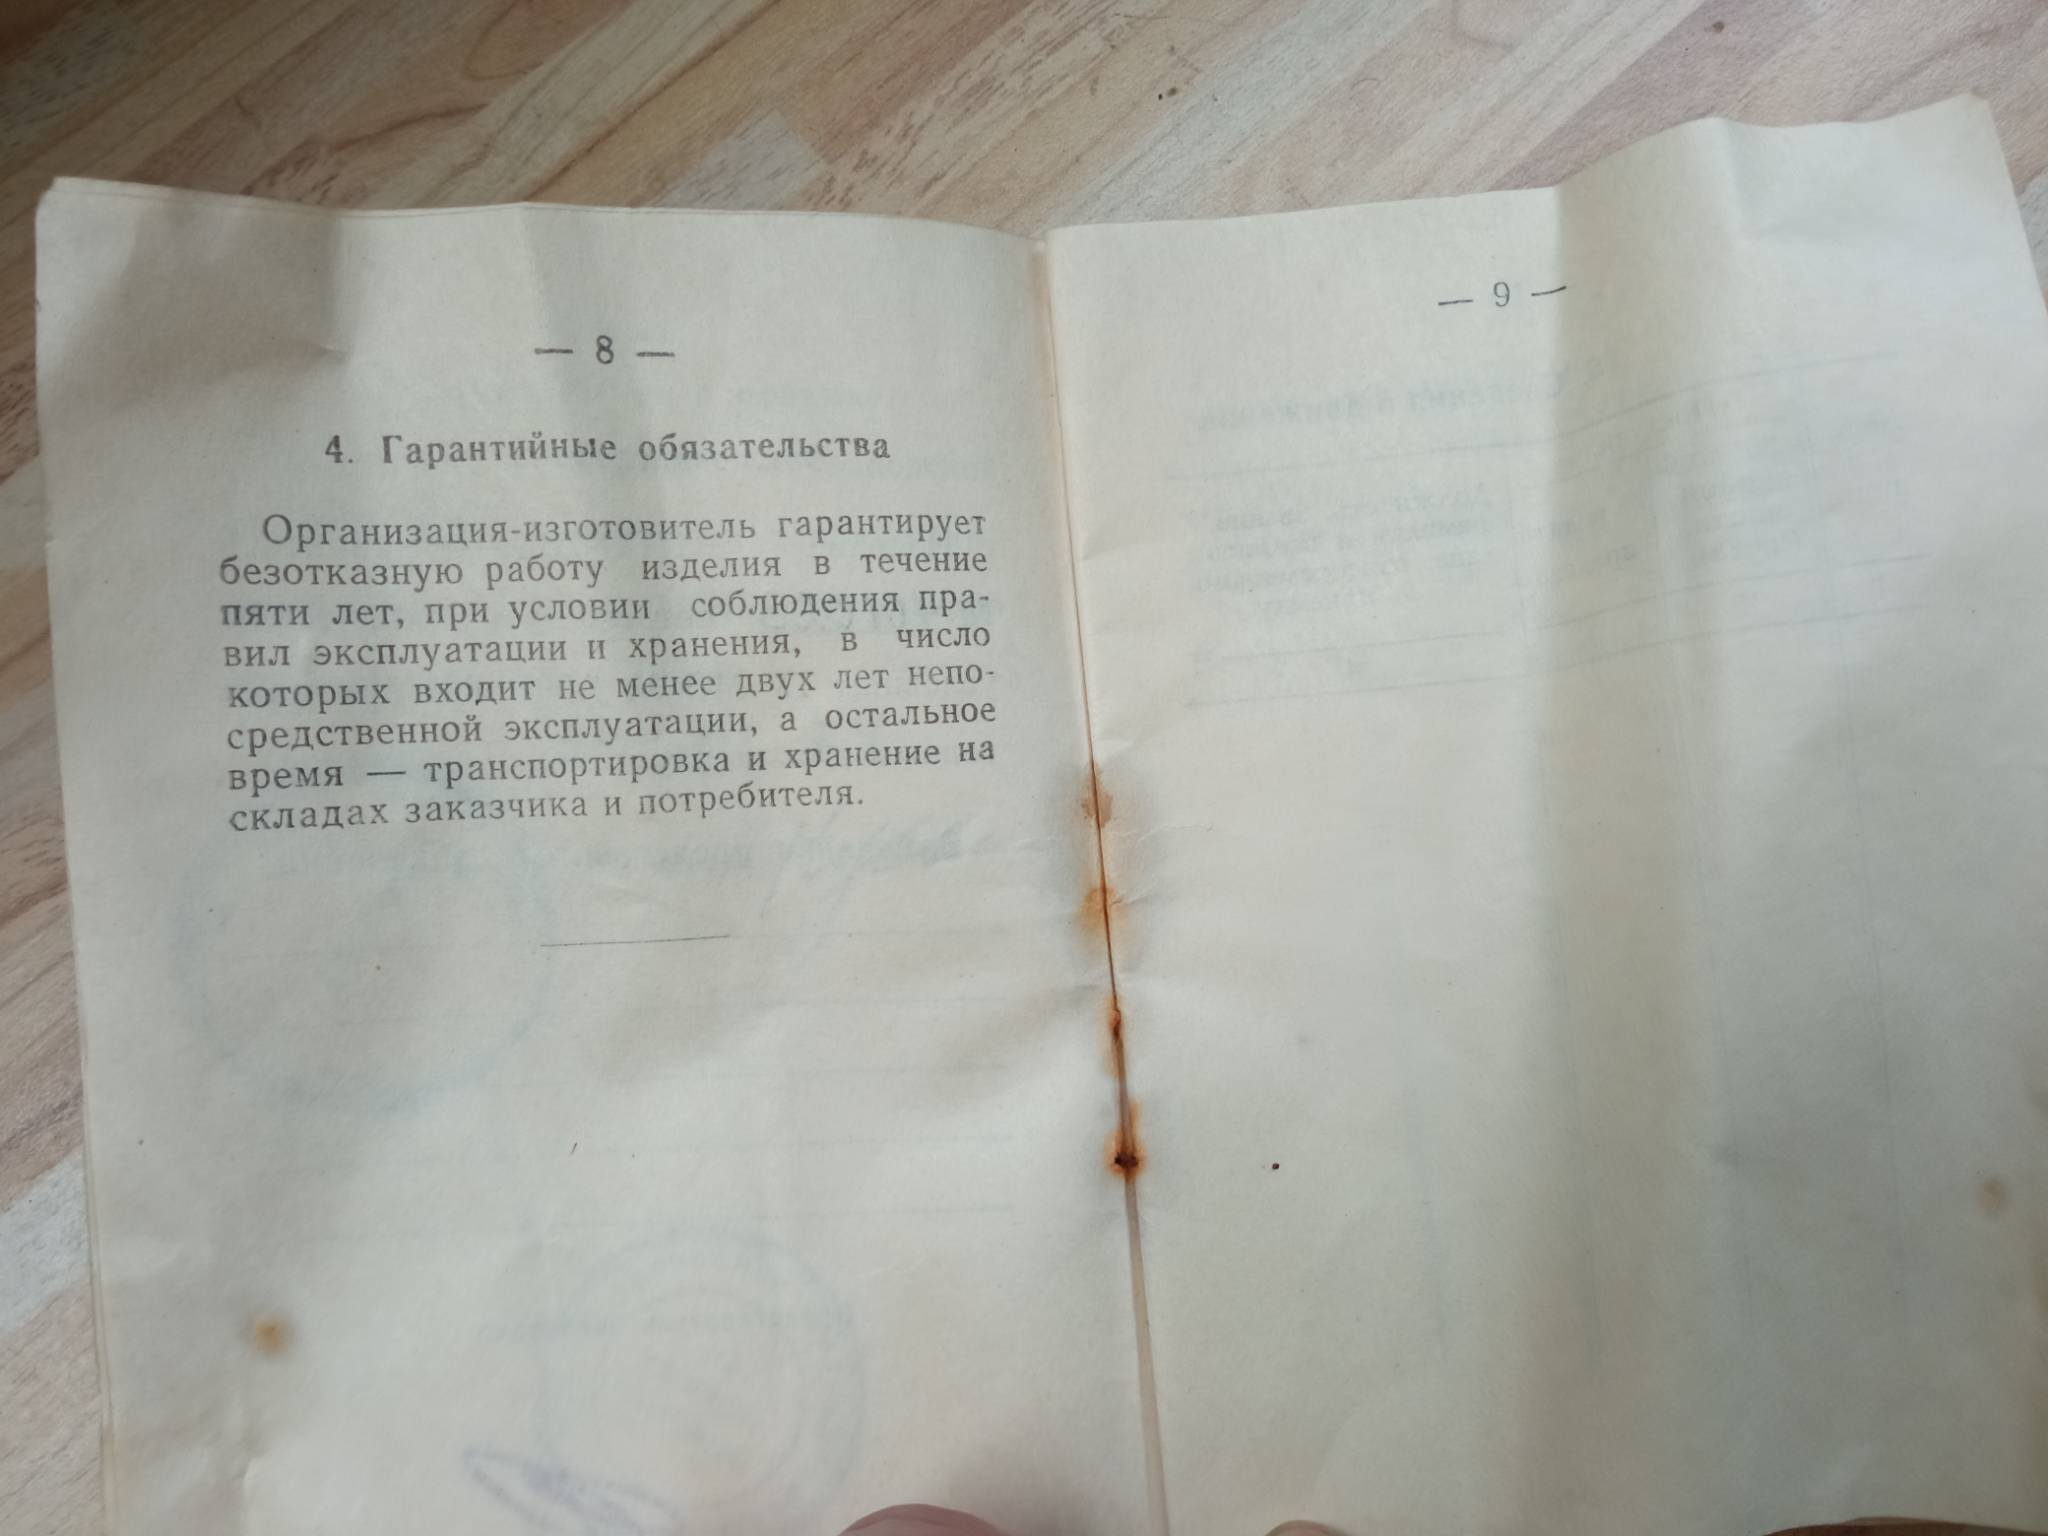 — 8 —
4. Гарантийные обязательства
Организация-изготовитель гарантирует
безотказную работу изделия в течение
пяти лет, при условии соблюдения пра-
вил эксплуатации и хранения, в число
которых входит не менее двух лет непо-
средственной эксплуатации, а остальное
время — транспортировка и хранение на
складах заказчика и потребителя.
— 9 —